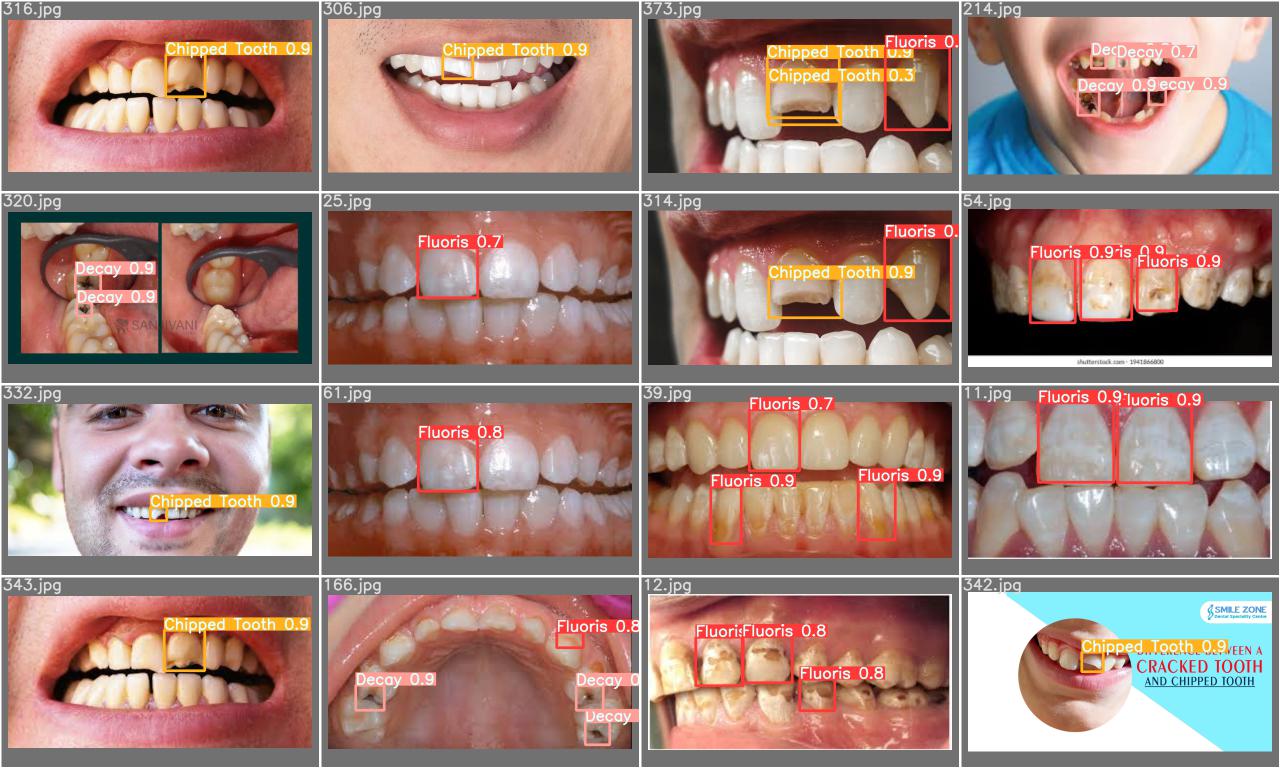 316.jpg
Chipped Tooth 0.9
306.jpg
Chipped Tooth 0.9
373.jpg
Chipped Tooth 0.9
Chipped Tooth 0.3
Fluoris 0.
214.jpg
Decay 0.7
Decay 0.9
ecay 0.9
320.jpg
Decay 0.9
Decay 0.9
25.jpg
Fluoris 0.7
314.jpg
Chipped Tooth 0.9
Fluoris 0.
54.jpg
Fluoris 0.9
is 0.9
Fluoris 0.9
shutterstock.com · 1941866800
332.jpg
Chipped Tooth 0.9
61.jpg
Fluoris 0.8
39.jpg
Fluoris 0.7
Fluoris 0.9
Fluoris 0.9
11.jpg
Fluoris 0.9
luoris 0.9
343.jpg
Chipped Tooth 0.9
166.jpg
Fluoris 0.8
Decay 0.9
Decay 0
Decay
12.jpg
Fluoris
Fluoris 0.8
Fluoris 0.8
342.jpg
SMILE ZONE
Dental Speciality Centre
Chipped Tooth 0.9
BETWEEN A
CRACKED TOOTH
AND CHIPPED TOOTH